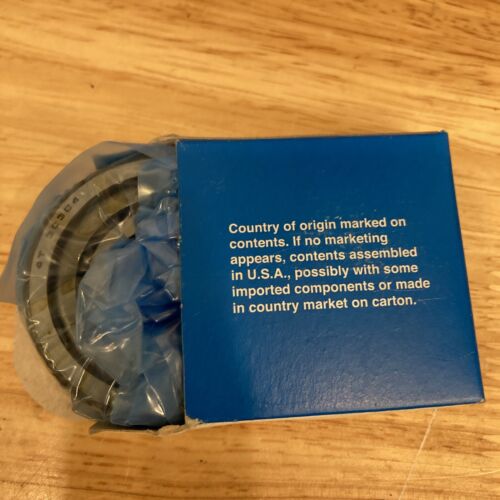 Country of origin marked on
contents. If no marketing
appears, contents assembled
in U.S.A., possibly with some
imported components or made
in country market on carton.